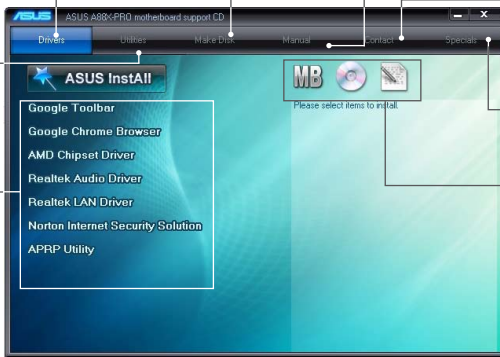 ASUS ASUS A88X-PRO motherboard support CD
Drivers Utilities Make Disk Manual Contact Specials
ASUS InstAll
MB
Please select items to install.
Google Toolbar
Google Chrome Browser
AMD Chipset Driver
Realtek Audio Driver
Realtek LAN Driver
Norton Internet Security Solution
APRP Utility